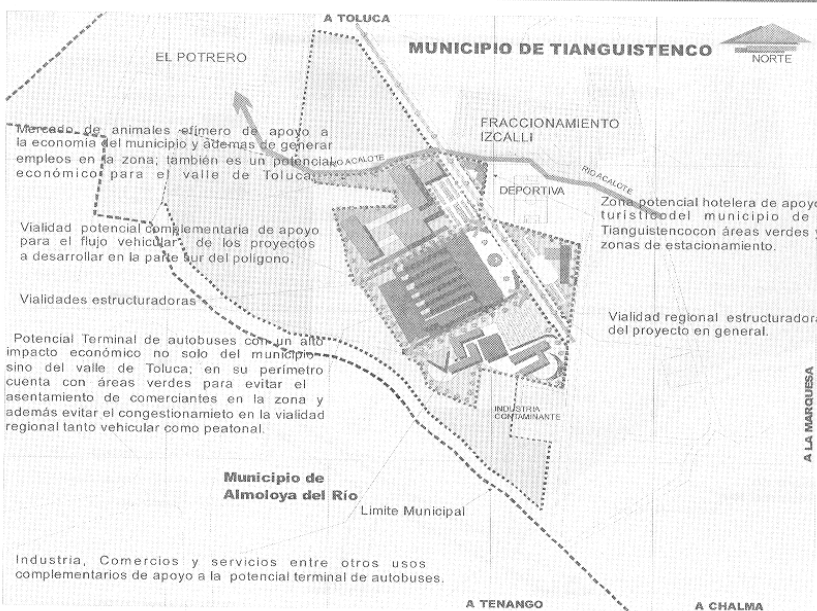 A TOLUCA
MUNICIPIO DE TIANGUISTENCO
NORTE
EL POTRERO
FRACCIONAMIENTO
IZCALLI
Mercado de animales efimero de apoyo a
la economía del municipio y ademas de generar
empleos en la zona; también es un potencial
económico para el valle de Toluca.
RIO ACALOTE
RIO ACALOTE
DEPORTIVA
Zona potencial hotelera de apoyo
turisticodel municipio de
Tianguistencocon áreas verdes y
zonas de estacionamiento.
Vialidad potencial complementaria de apoyo
para el flujo vehicular de los proyectos
a desarrollar en la parte sur del polígono.
Vialidades estructuradoras
Vialidad regional estructuradora
del proyecto en general.
Potencial Terminal de autobuses con un alto
impacto económico no solo del municipio
sino del valle de Toluca; en su perímetro
cuenta con áreas verdes para evitar el
asentamiento de comerciantes en la zona y
además evitar el congestionamieto en la vialidad
regional tanto vehicular como peatonal.
INDUSTRIA
CONTAMINANTE
A LA MARQUESA
Municipio de
Almoloya del Río
Limite Municipal
Industria, Comercios y servicios entre otros usos
complementarios de apoyo a la potencial terminal de autobuses.
A TENANGO
A CHALMA